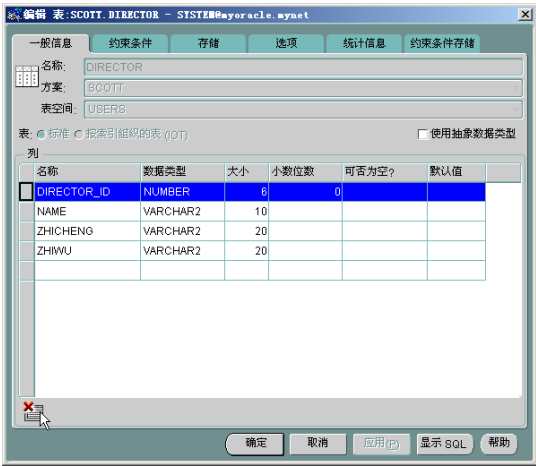 编辑 表:SCOTT.DIRECTOR - SYSTEM@myoracle.mynet
一般信息 约束条件 存储 选项 统计信息 约束条件存储
名称: DIRECTOR
方案: SCOTT
表空间: USERS
表: 标准 按索引组织的表 (IOT) 使用抽象数据类型
列
名称 数据类型 大小 小数位数 可否为空? 默认值
DIRECTOR_ID NUMBER 6 0
NAME VARCHAR2 10
ZHICHENG VARCHAR2 20
ZHIWU VARCHAR2 20
确定 取消 应用(P) 显示 SQL 帮助